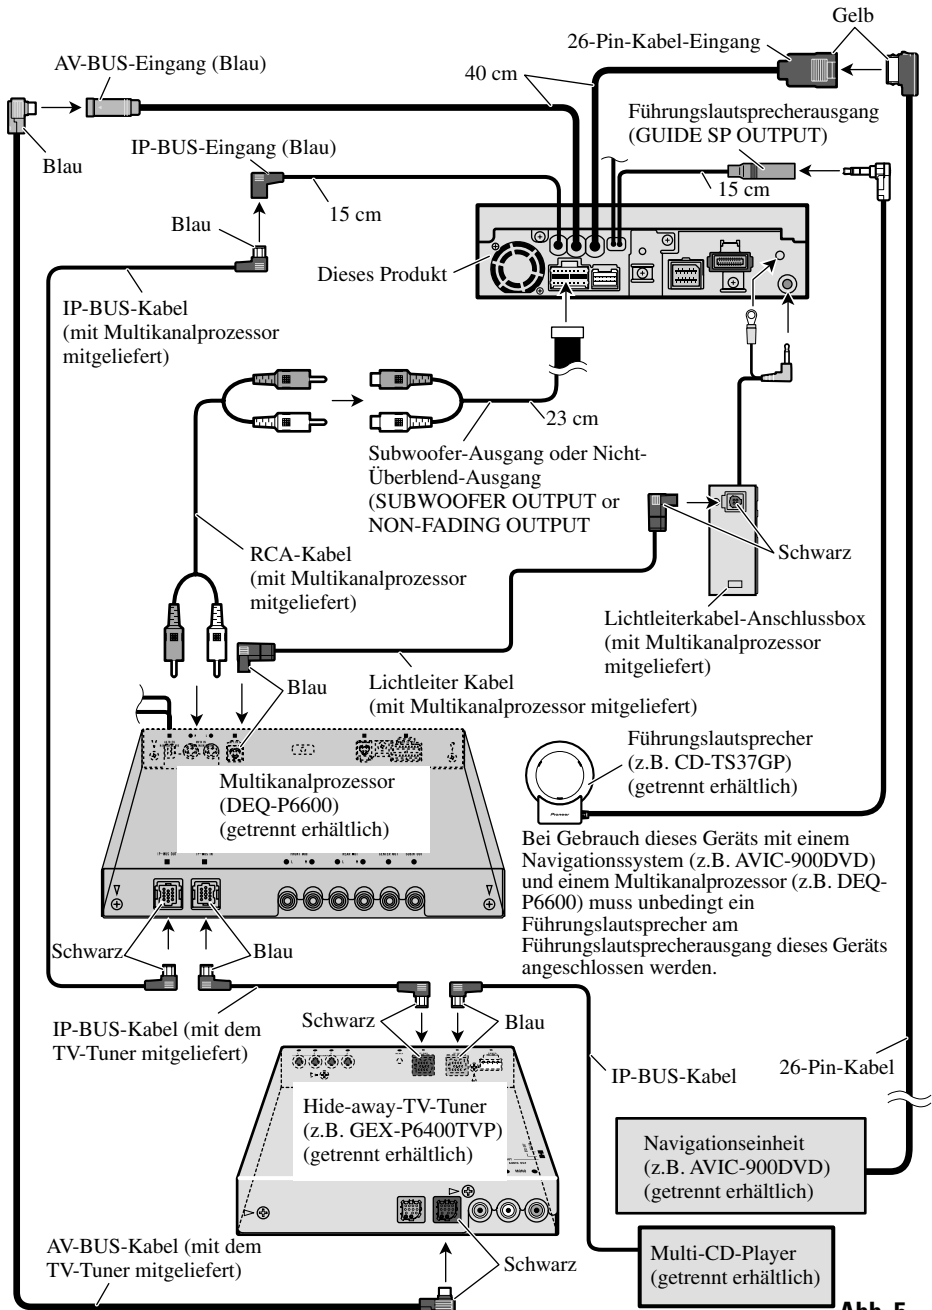 Gelb
26-Pin-Kabel-Eingang
AV-BUS-Eingang (Blau)
40 cm
Führungslautsprecherausgang
(GUIDE SP OUTPUT)
Blau
IP-BUS-Eingang (Blau)
15 cm
15 cm
Blau
Dieses Produkt
IP-BUS-Kabel
(mit Multikanalprozessor
mitgeliefert)
23 cm
Subwoofer-Ausgang oder Nicht-
Überblend-Ausgang
(SUBWOOFER OUTPUT or
NON-FADING OUTPUT
Schwarz
RCA-Kabel
(mit Multikanalprozessor
mitgeliefert)
Lichtleiterkabel-Anschlussbox
(mit Multikanalprozessor
mitgeliefert)
Blau
Lichtleiter Kabel
(mit Multikanalprozessor mitgeliefert)
Führungslautsprecher
(z.B. CD-TS37GP)
(getrennt erhältlich)
Pioneer
Multikanalprozessor
(DEQ-P6600)
(getrennt erhältlich)
Bei Gebrauch dieses Geräts mit einem
Navigationssystem (z.B. AVIC-900DVD)
und einem Multikanalprozessor (z.B. DEQ-
P6600) muss unbedingt ein
Führungslautsprecher am
Führungslautsprecherausgang dieses Geräts
angeschlossen werden.
Schwarz
Blau
IP-BUS-Kabel (mit dem
TV-Tuner mitgeliefert)
Schwarz
Blau
IP-BUS-Kabel
26-Pin-Kabel
Hide-away-TV-Tuner
(z.B. GEX-P6400TVP)
(getrennt erhältlich)
Navigationseinheit
(z.B. AVIC-900DVD)
(getrennt erhältlich)
AV-BUS-Kabel (mit dem
TV-Tuner mitgeliefert)
Schwarz
Multi-CD-Player
(getrennt erhältlich)